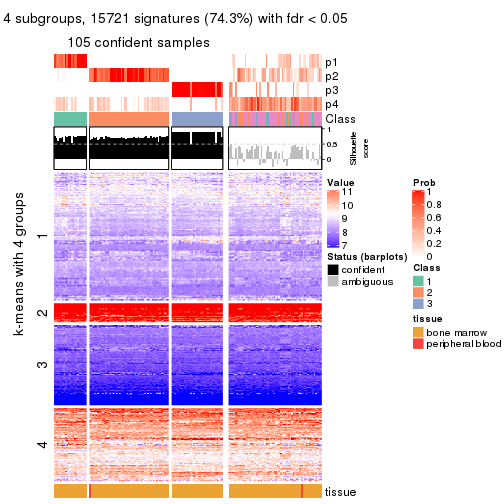 4 subgroups, 15721 signatures (74.3%) with fdr < 0.05
105 confident samples
p1
p2
p3
p4
Class
1
0.5
0
Silhouette
score
k-means with 4 groups
1
2
3
4
tissue
Value
11
10
9
8
7
Status (barplots)
confident
ambiguous
Prob
1
0.8
0.6
0.4
0.2
0
Class
1
2
3
tissue
bone marrow
peripheral blood